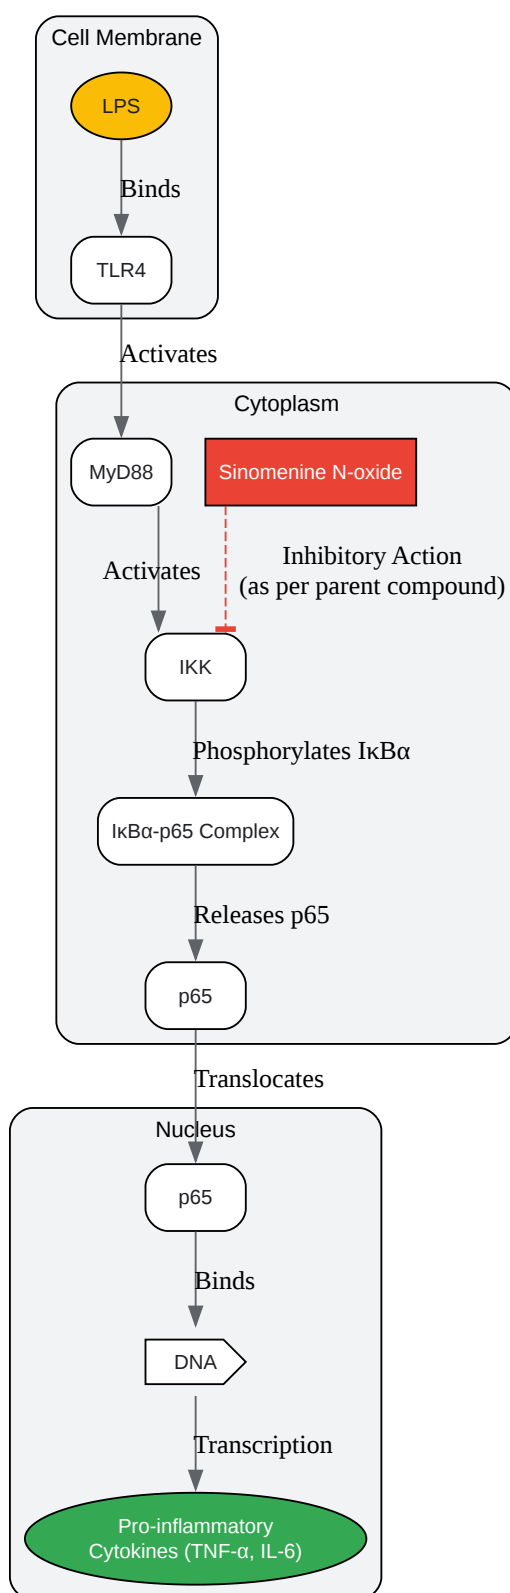 Cell Membrane
LPS
Binds
TLR4
Activates
Cytoplasm
MyD88
Sinomenine N-oxide
Activates
Inhibitory Action
(as per parent compound)
IKK
Phosphorylates IκBα
IκBα-p65 Complex
Releases p65
p65
Translocates
Nucleus
p65
Binds
DNA
Transcription
Pro-inflammatory
Cytokines (TNF-α, IL-6)